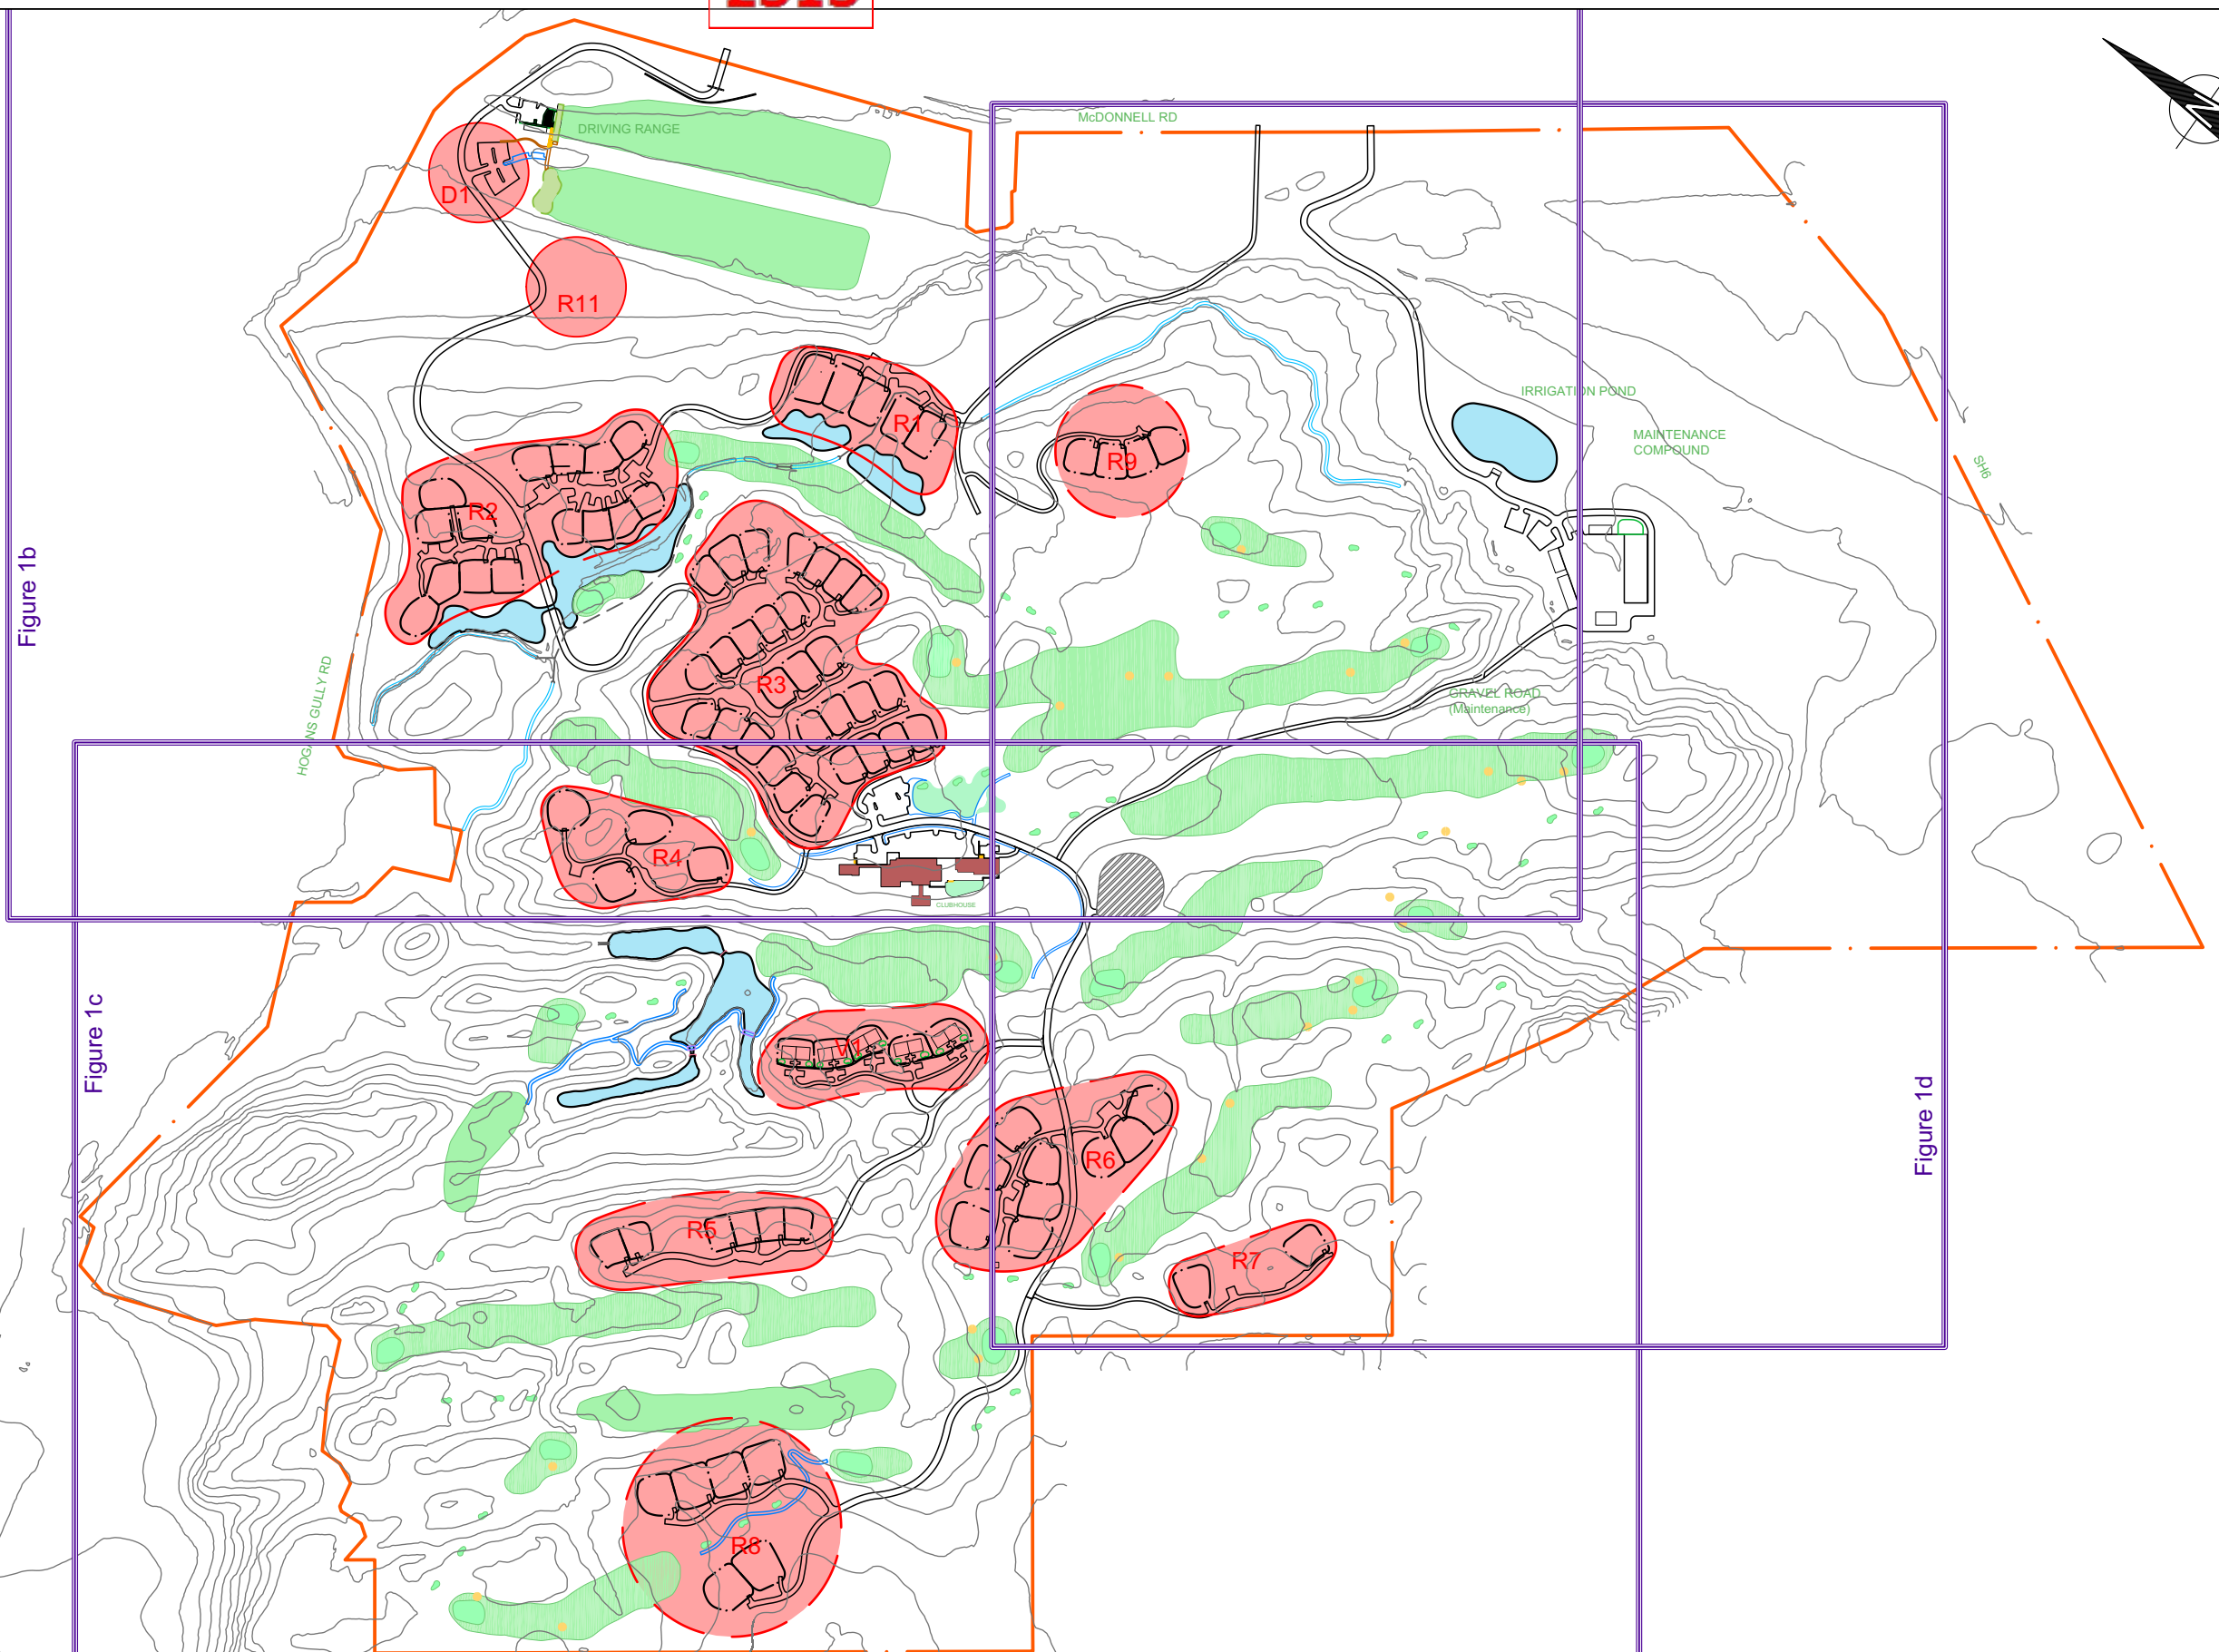 McDONNELL RD
DRIVING RANGE
D1
R11
IRRIGATION POND
R1
MAINTENANCE
COMPOUND
R9
SH6
R2
Figure 1b
R3
HOGANS GULLY RD
GRAVEL ROAD
(Maintenance)
R4
CLUBHOUSE
Figure 1c
V1
Figure 1d
R6
R5
R7
R8